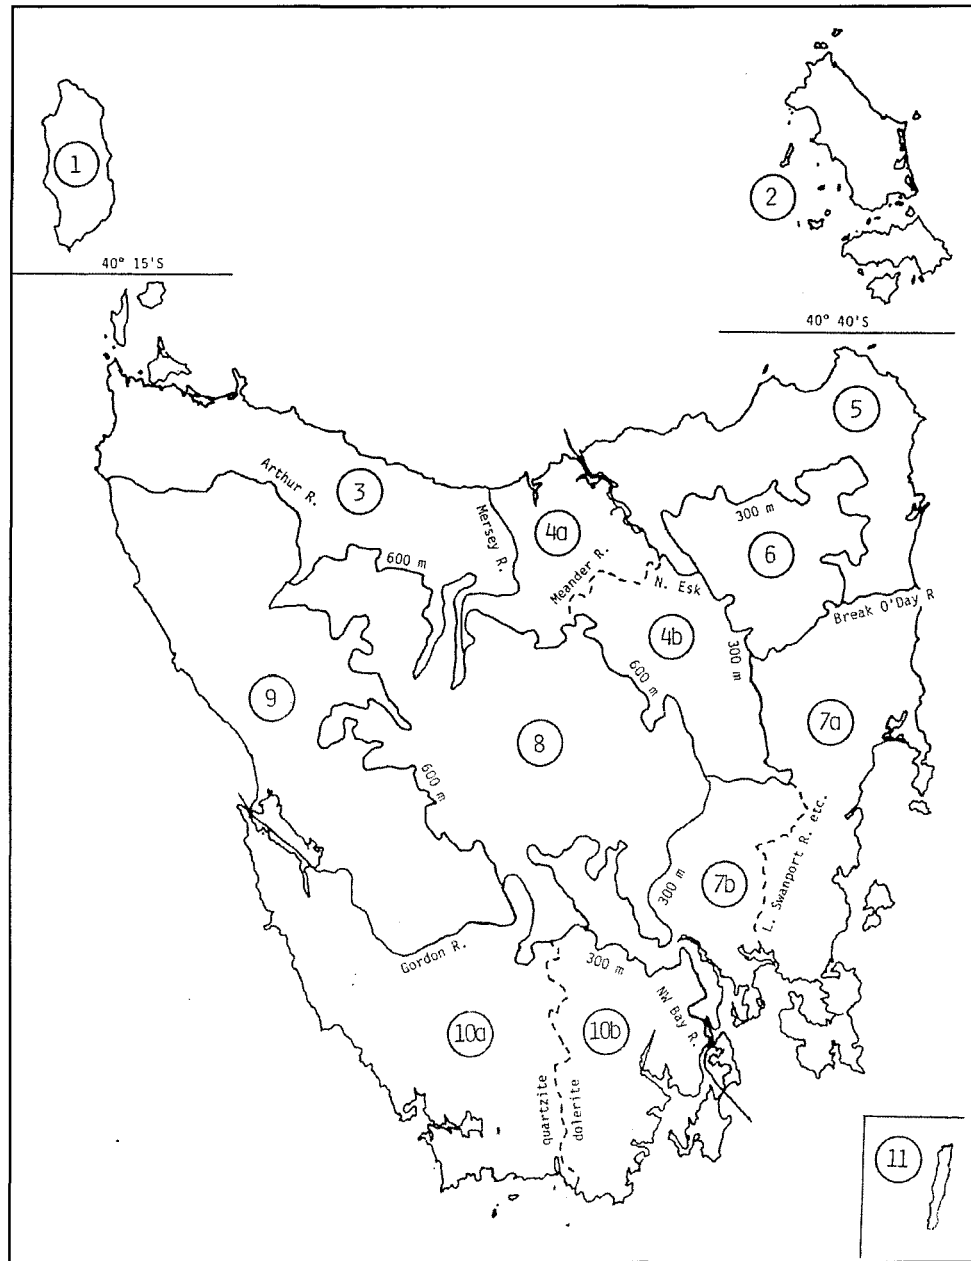 1
2
40° 15'S
40° 40'S
5
Arthur R.
3
Mersey R.
4a
300 m
6
600 m
Meander R.
N. Esk
Break O'Day R
4b
300 m
600 m
9
8
7a
600 m
L. Swanport R. etc.
300 m
7b
Gordon R.
300 m
NW Bay R.
10a
10b
quartzite
dolerite
11